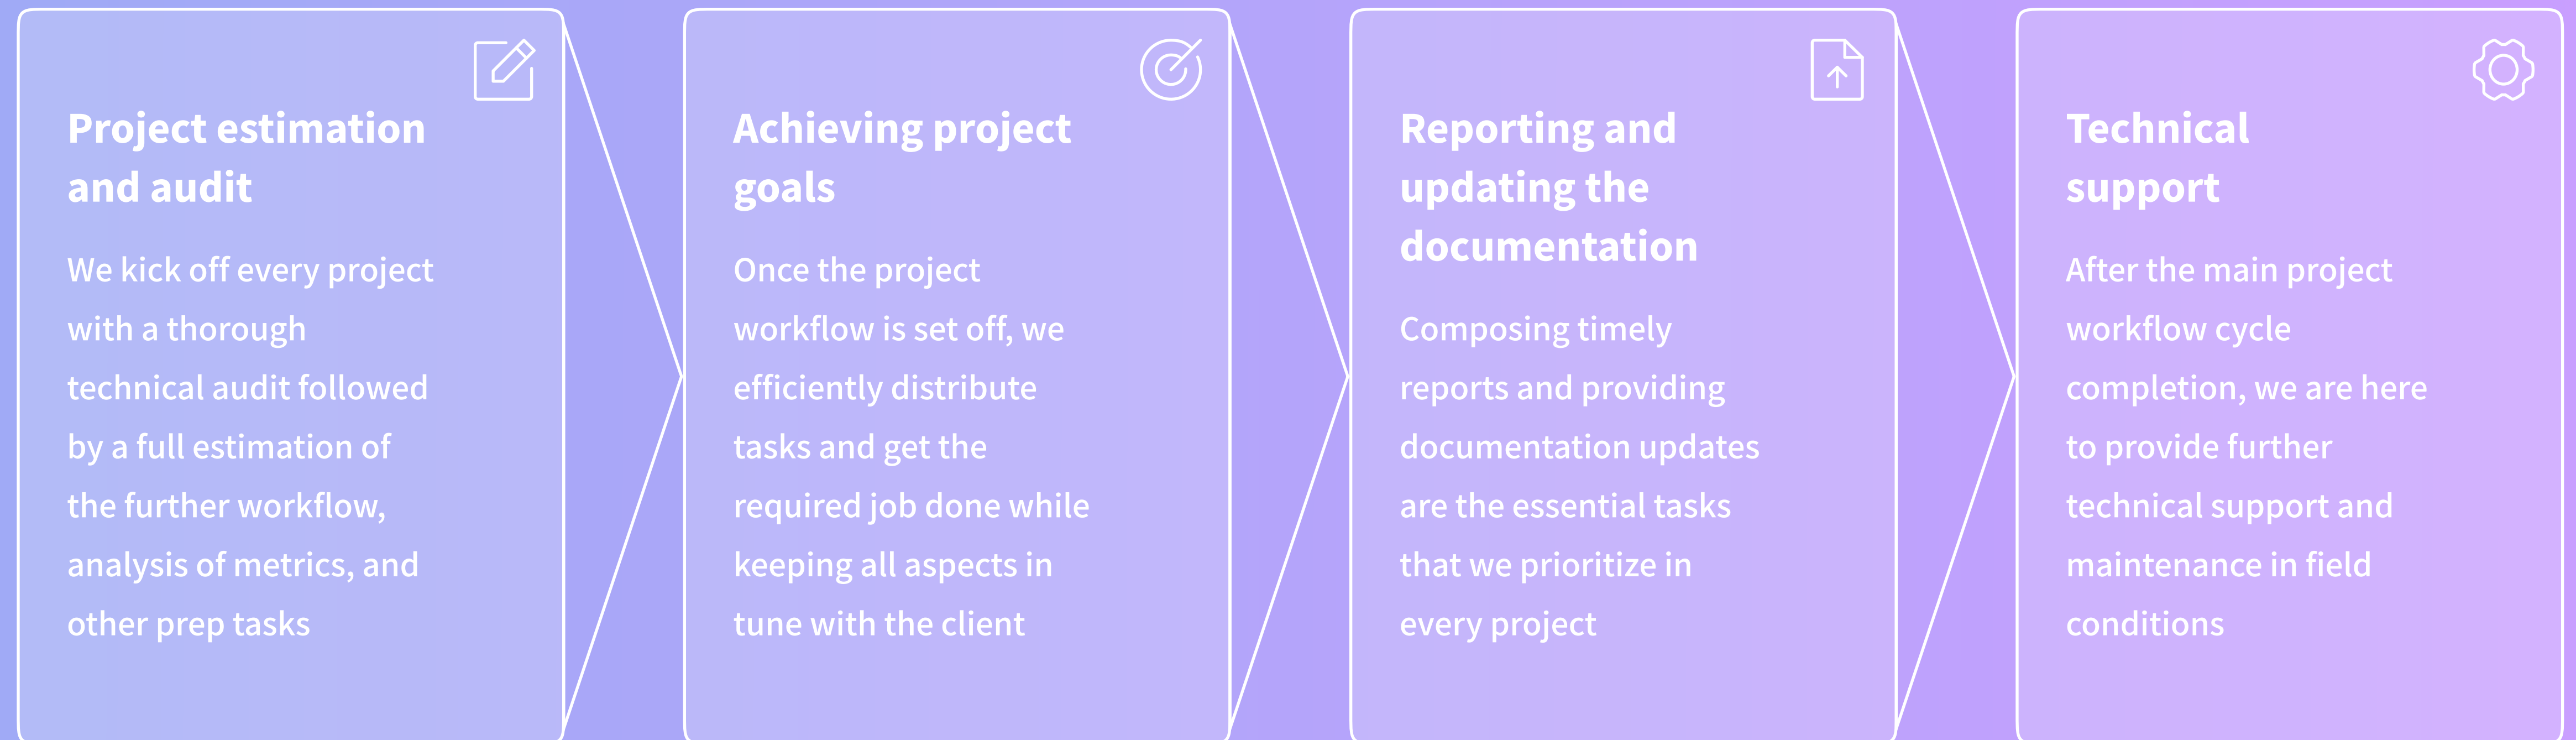 Project estimation
and audit
We kick off every project
with a thorough
technical audit followed
by a full estimation of
the further workflow,
analysis of metrics, and
other prep tasks
Achieving project
goals
Once the project
workflow is set off, we
efficiently distribute
tasks and get the
required job done while
keeping all aspects in
tune with the client
Reporting and
updating the
documentation
Composing timely
reports and providing
documentation updates
are the essential tasks
that we prioritize in
every project
Technical
support
After the main project
workflow cycle
completion, we are here
to provide further
technical support and
maintenance in field
conditions